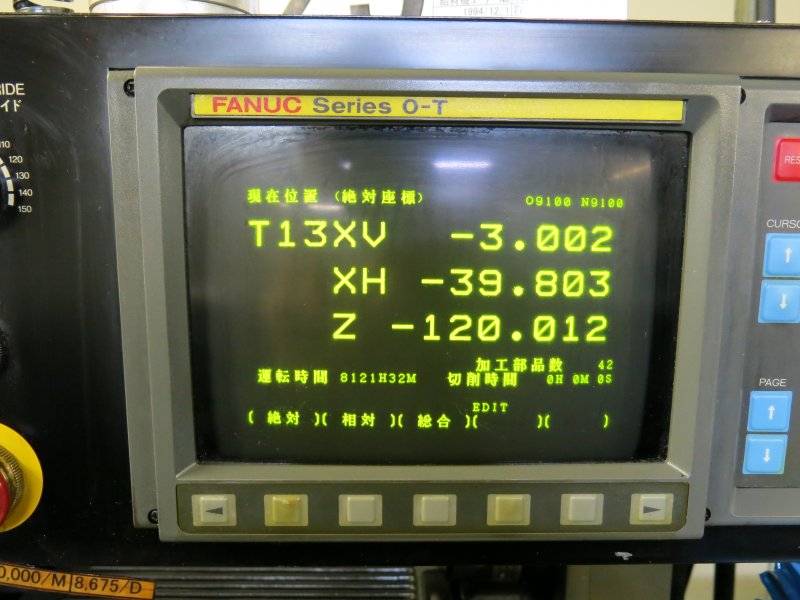 1994/12/1
RIDE
イド
110
120
130
140
150
FANUC Series O-T
現在位置 (絶対座標) O9100 N9100
T13XV -3.002
XH -39.803
Z -120.012
加工部品数 42
運転時間 8121H32M 切削時間 0H 0M 0S
EDIT
( 絶対 )( 相対 )( 総合 )( )( )
RES
CURSO
PAGE
0,000/M 8,675/D